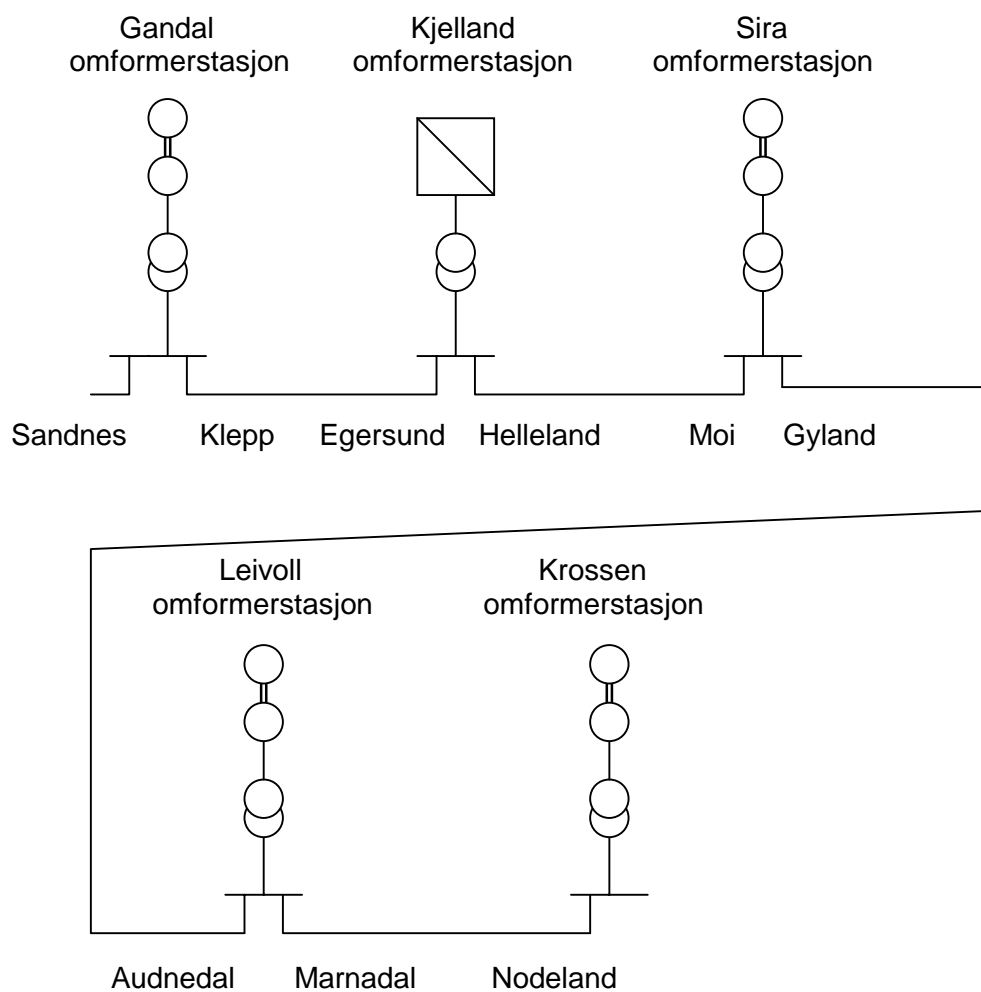 Gandal
omformerstasjon
Kjelland
omformerstasjon
Sira
omformerstasjon
Sandnes
Klepp
Egersund
Helleland
Moi
Gyland
Leivoll
omformerstasjon
Krossen
omformerstasjon
Audnedal
Marnadal
Nodeland